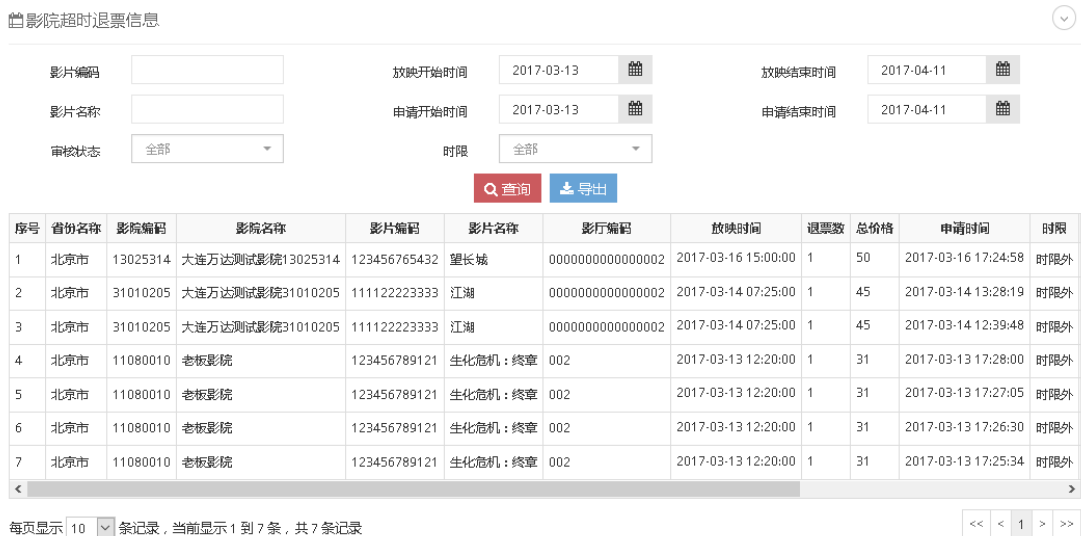 影院超时退票信息
影片编码 放映开始时间 2017-03-13 放映结束时间 2017-04-11
影片名称 申请开始时间 2017-03-13 申请结束时间 2017-04-11
审核状态 全部 时限 全部
查询 导出
序号 省份名称 影院编码 影院名称 影片编码 影片名称 影厅编码 放映时间 退票数 总价格 申请时间 时限
1 北京市 13025314 大连万达测试影院13025314 123456765432 望长城 0000000000000002 2017-03-16 15:00:00 1 50 2017-03-16 17:24:58 时限外
2 北京市 31010205 大连万达测试影院31010205 111122223333 江湖 0000000000000002 2017-03-14 07:25:00 1 45 2017-03-14 13:28:19 时限外
3 北京市 31010205 大连万达测试影院31010205 111122223333 江湖 0000000000000002 2017-03-14 07:25:00 1 45 2017-03-14 12:39:48 时限外
4 北京市 11080010 老板影院 123456789121 生化危机：终章 002 2017-03-13 12:20:00 1 31 2017-03-13 17:28:00 时限外
5 北京市 11080010 老板影院 123456789121 生化危机：终章 002 2017-03-13 12:20:00 1 31 2017-03-13 17:27:05 时限外
6 北京市 11080010 老板影院 123456789121 生化危机：终章 002 2017-03-13 12:20:00 1 31 2017-03-13 17:26:30 时限外
7 北京市 11080010 老板影院 123456789121 生化危机：终章 002 2017-03-13 12:20:00 1 31 2017-03-13 17:25:34 时限外
每页显示 10 条记录，当前显示 1 到 7 条，共 7 条记录 << < 1 > >>